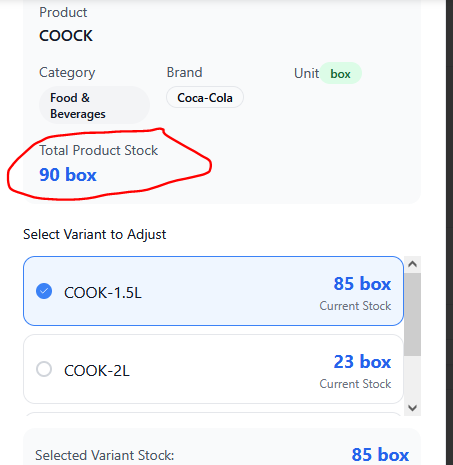 Product
COOCK
Category
Brand
Unit box
Food &
Beverages
Coca-Cola
Total Product Stock
90 box
Select Variant to Adjust
COOK-1.5L
85 box
Current Stock
COOK-2L
23 box
Current Stock
Selected Variant Stock:
85 box